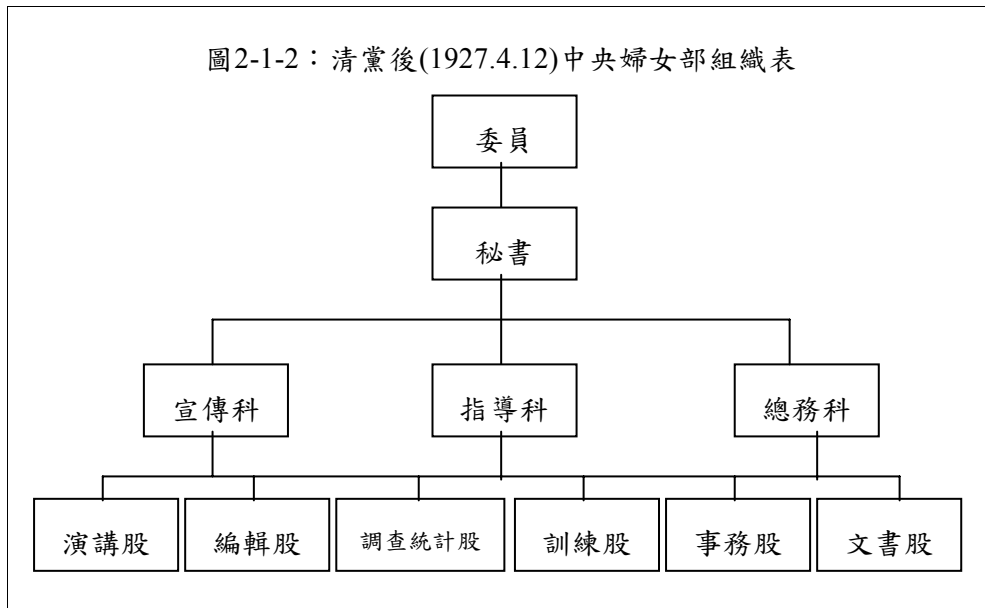 圖2-1-2：清黨後(1927.4.12)中央婦女部組織表
委員
秘書
宣傳科 指導科 總務科
演講股 編輯股 調查統計股 訓練股 事務股 文書股